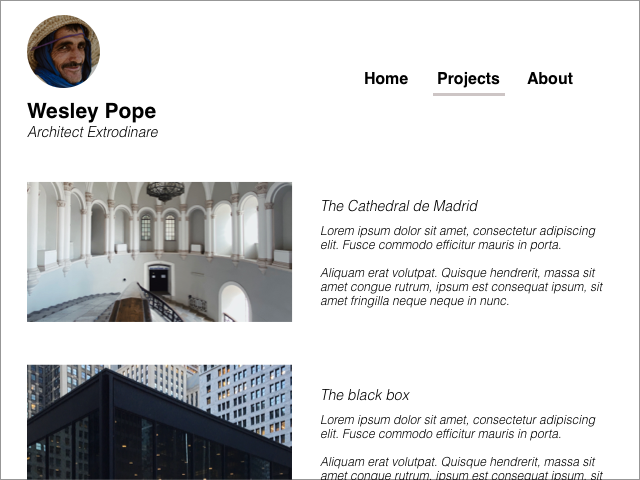 Home Projects About
Wesley Pope
Architect Extrodinare
The Cathedral de Madrid
Lorem ipsum dolor sit amet, consectetur adipiscing
elit. Fusce commodo efficitur mauris in porta.
Aliquam erat volutpat. Quisque hendrerit, massa sit
amet congue rutrum, ipsum est consequat ipsum, sit
amet fringilla neque neque in nunc.
The black box
Lorem ipsum dolor sit amet, consectetur adipiscing
elit. Fusce commodo efficitur mauris in porta.
Aliquam erat volutpat. Quisque hendrerit, massa sit
amet congue rutrum, ipsum est consequat ipsum, sit